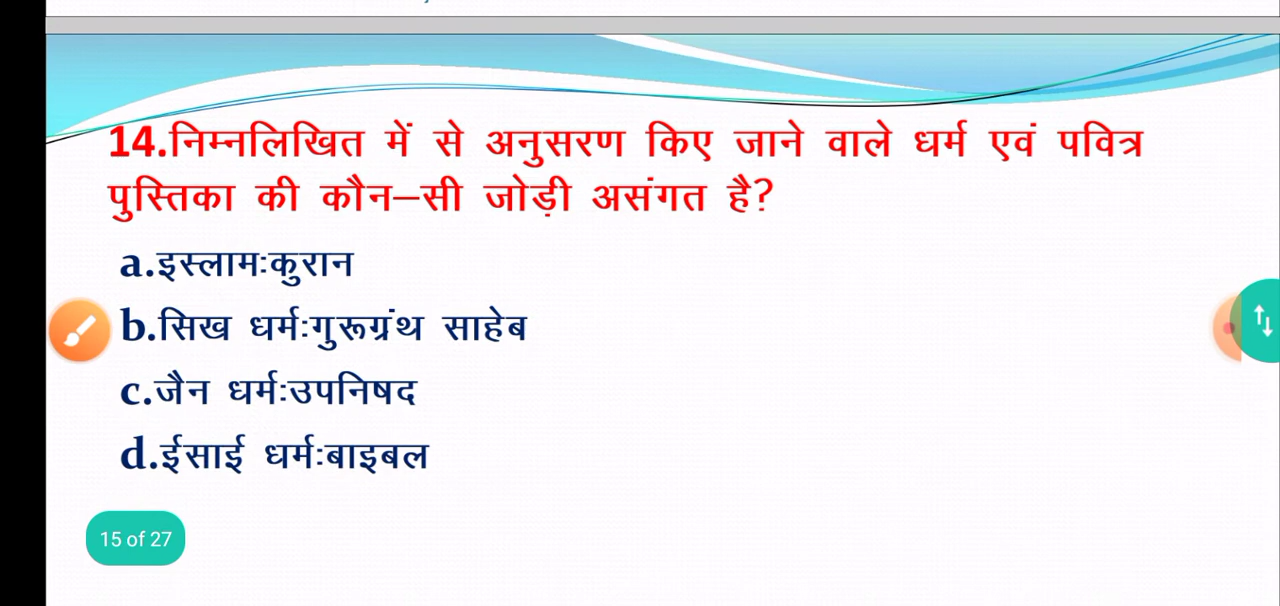 14.निम्नलिखित में से अनुसरण किए जाने वाले धर्म एवं पवित्र
पुस्तिका की कौन–सी जोड़ी असंगत है?
a.इस्लामःकुरान
b.सिख धर्मःगुरूग्रंथ साहेब
c.जैन धर्मःउपनिषद
d.ईसाई धर्मःबाइबल
15 of 27